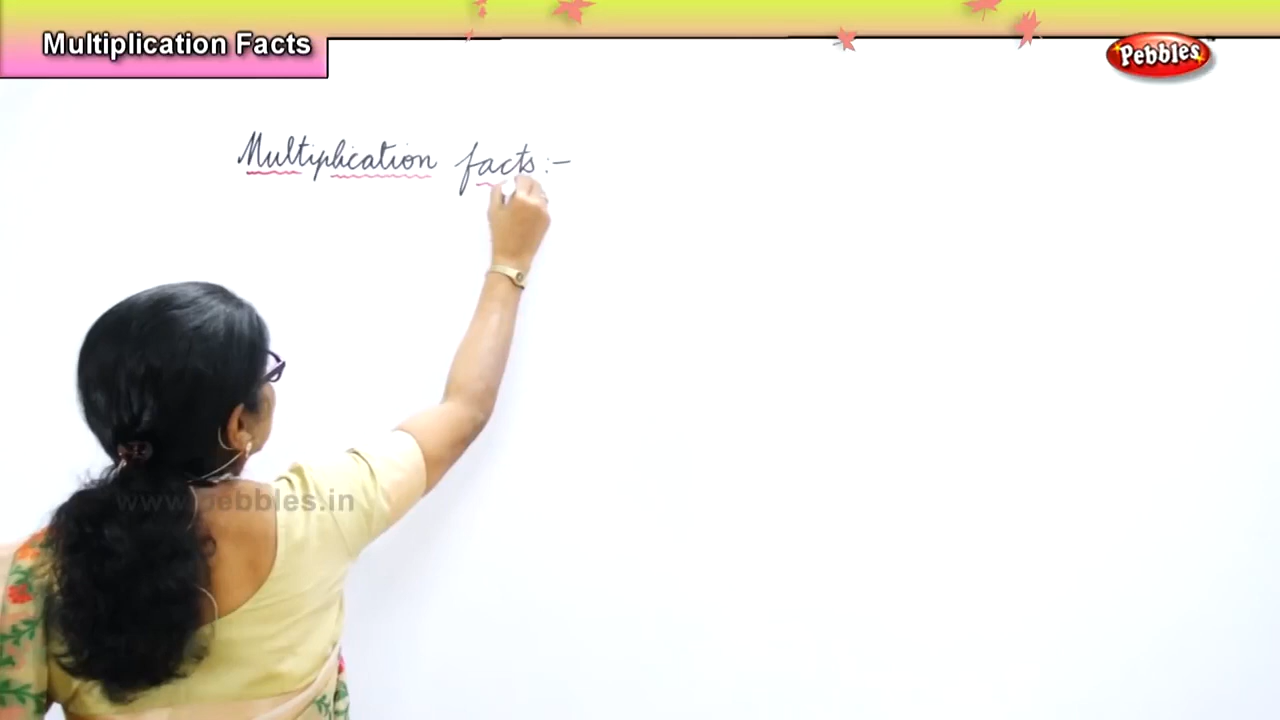 Multiplication Facts
Pebbles
Multiplication facts:-
www.pebbles.in